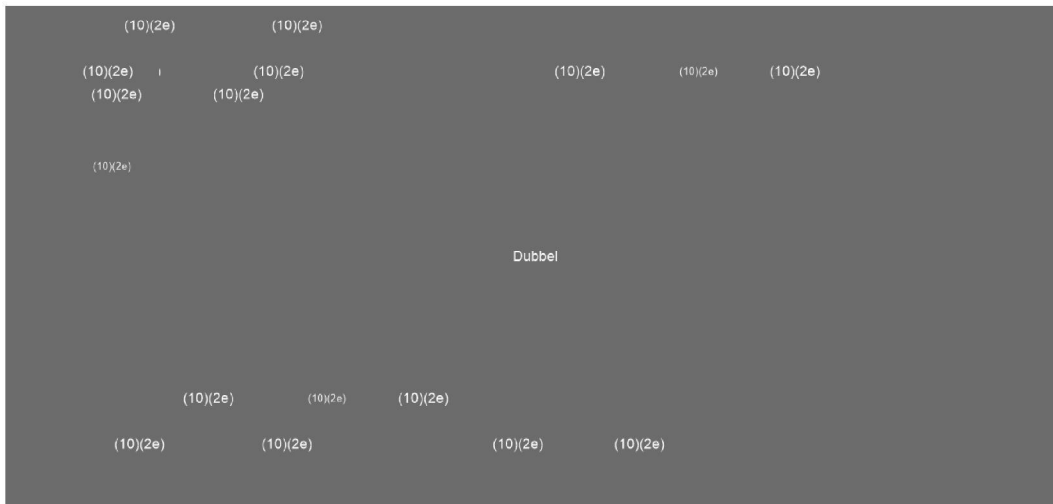 (10)(2e) (10)(2e)
(10)(2e) (10)(2e) (10)(2e) (10)(2e) (10)(2e)
(10)(2e) (10)(2e)
(10)(2e)
Dubbel
(10)(2e) (10)(2e) (10)(2e)
(10)(2e) (10)(2e) (10)(2e) (10)(2e)